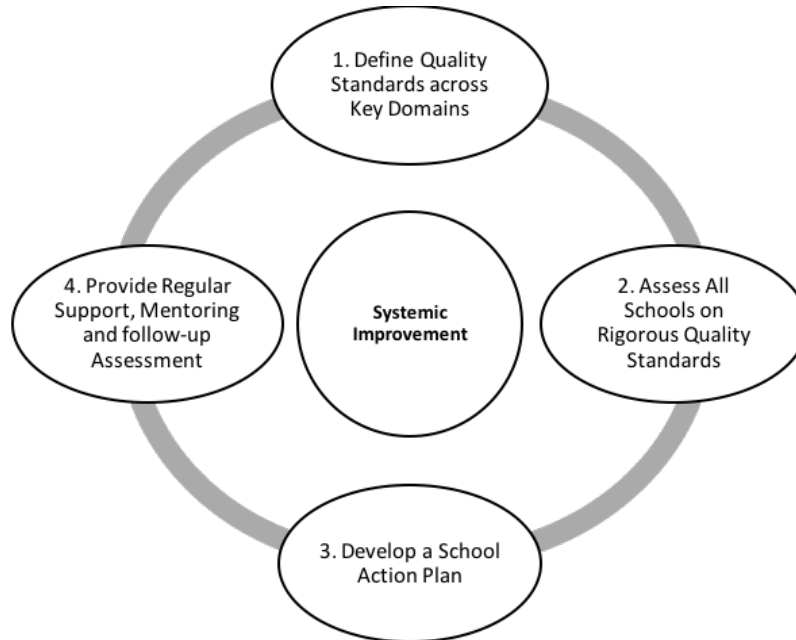 1. Define Quality
Standards across
Key Domains
2. Assess All
Schools on
Rigorous Quality
Standards
3. Develop a School
Action Plan
4. Provide Regular
Support, Mentoring
and follow-up
Assessment
Systemic
Improvement